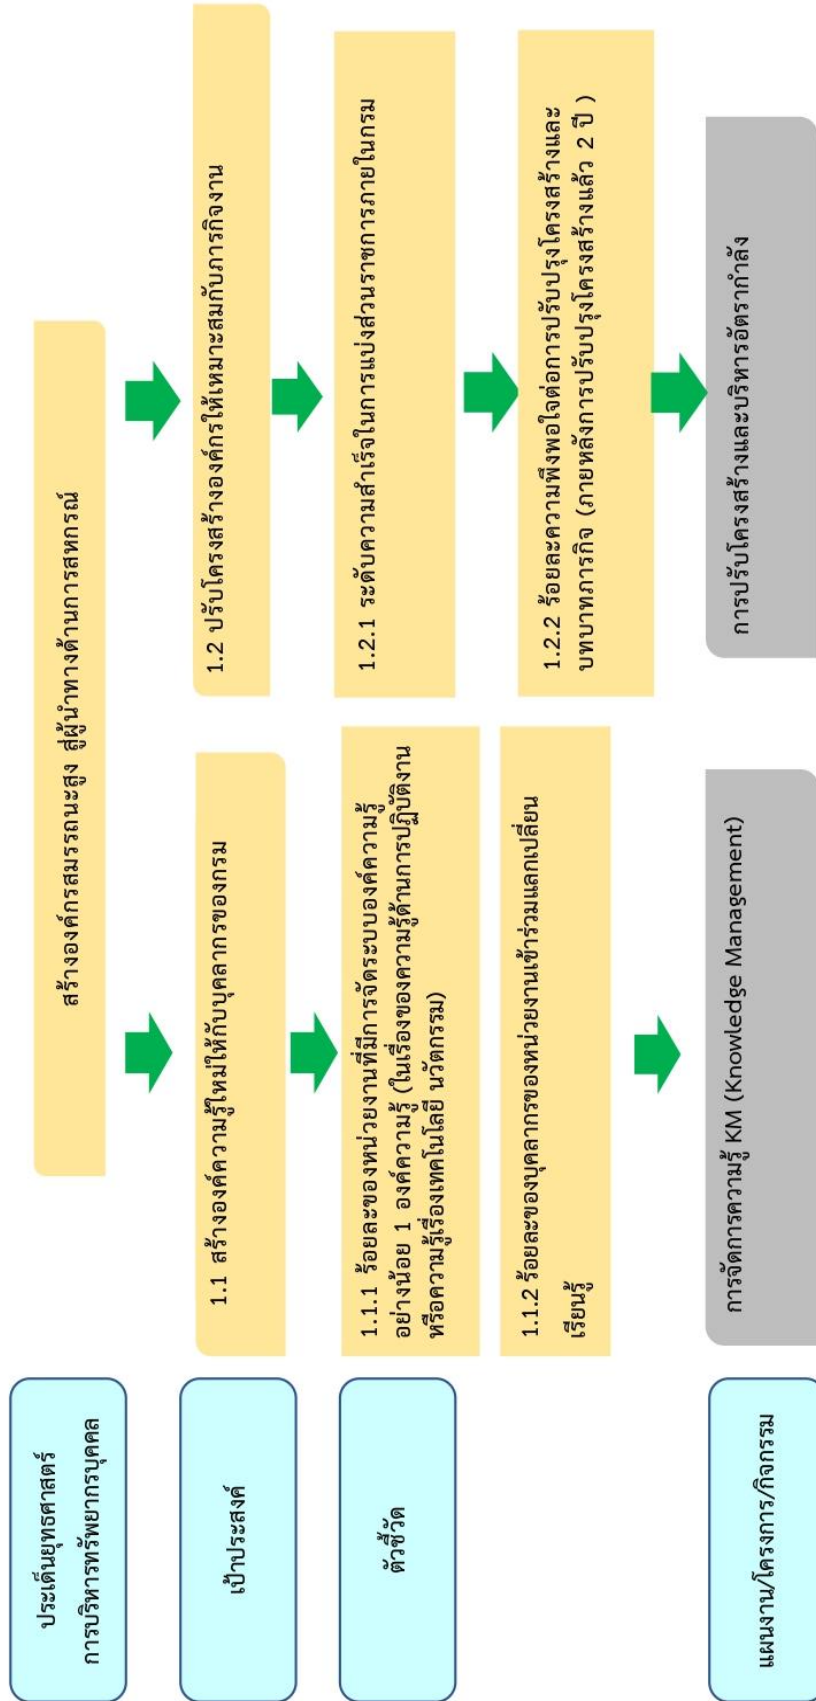 ประเด็นยุทธศาสตร์
การบริหารทรัพยากรบุคคล
สร้างองค์กรสมรรถนะสูง สู่ผู้นำทางด้านการสหกรณ์
เป้าประสงค์
1.1 สร้างองค์ความรู้ใหม่ให้กับบุคลากรของกรม
1.2 ปรับโครงสร้างองค์กรให้เหมาะสมกับภารกิจงาน
ตัวชี้วัด
1.1.1 ร้อยละของหน่วยงานที่มีการจัดระบบองค์ความรู้
อย่างน้อย 1 องค์ความรู้ (ในเรื่องของความรู้ด้านการปฏิบัติงาน
หรือความรู้เรื่องเทคโนโลยี นวัตกรรม)
1.2.1 ระดับความสำเร็จในการแบ่งส่วนราชการภายในกรม
1.1.2 ร้อยละของบุคลากรของหน่วยงานเข้าร่วมแลกเปลี่ยน
เรียนรู้
1.2.2 ร้อยละความพึงพอใจต่อการปรับปรุงโครงสร้างและ
บทบาทภารกิจ (ภายหลังการปรับปรุงโครงสร้างแล้ว 2 ปี )
แผนงาน/โครงการ/กิจกรรม
การจัดการความรู้ KM (Knowledge Management)
การปรับโครงสร้างและบริหารอัตรากำลัง